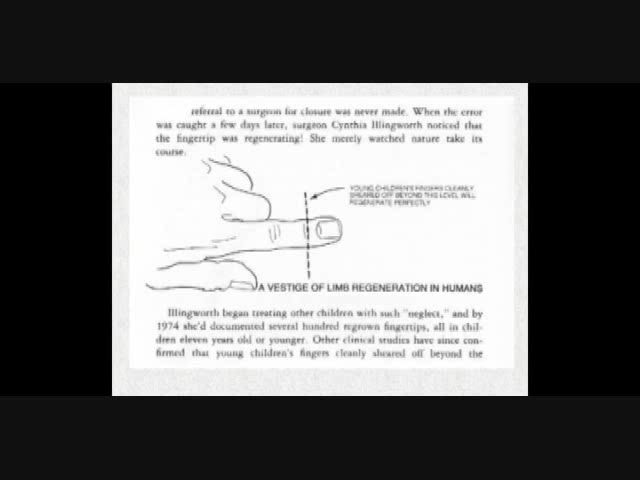 referral to a surgeon for closure was never made. When the error
was caught a few days later, surgeon Cynthia Illingworth noticed that
the fingertip was regenerating! She merely watched nature take its
course.
YOUNG CHILDREN'S FINGERS CLEANLY
SHEARED OFF BEYOND THIS LEVEL WILL
REGENERATE PERFECTLY
A VESTIGE OF LIMB REGENERATION IN HUMANS
Illingworth began treating other children with such "neglect," and by
1974 she'd documented several hundred regrown fingertips, all in chil-
dren eleven years old or younger. Other clinical studies have since con-
firmed that young children's fingers cleanly sheared off beyond the